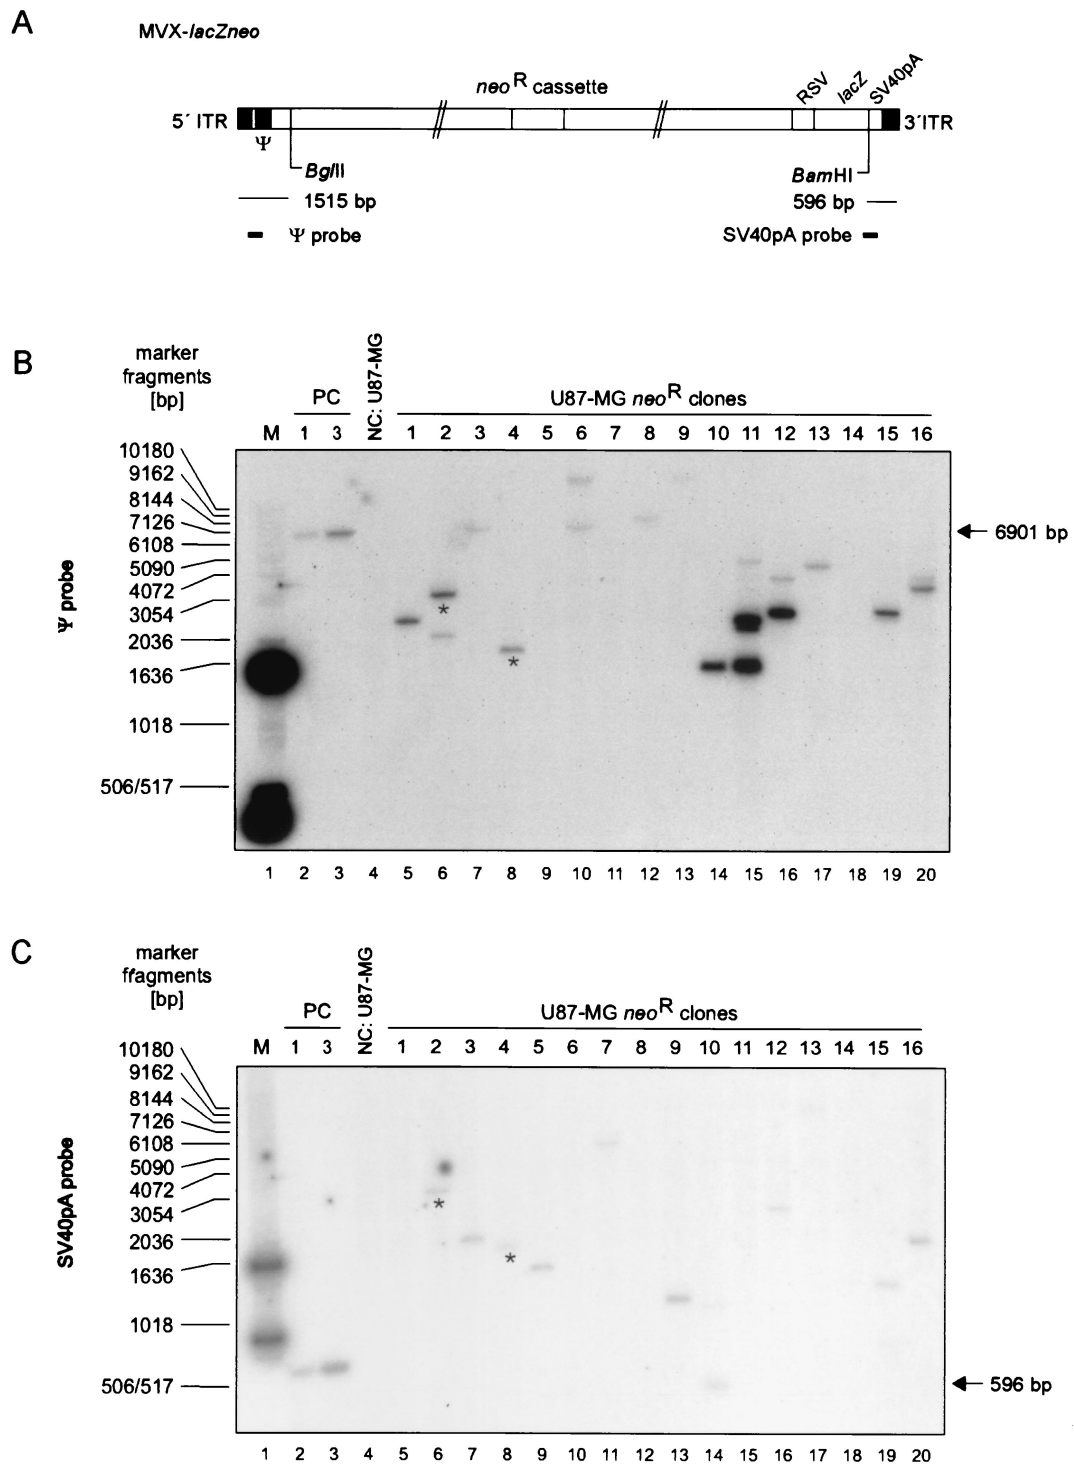 A
MVX-lacZneo
neo R cassette
RSV
lacZ
SV40pA
5´ ITR
3´ITR
Ψ
BglII
BamHI
1515 bp
596 bp
Ψ probe
SV40pA probe
B
marker
fragments
[bp]
PC
NC: U87-MG
U87-MG neoR clones
M 1 3 1 2 3 4 5 6 7 8 9 10 11 12 13 14 15 16
10180
9162
8144
7126
6108
5090
4072
3054
2036
1636
1018
506/517
Ψ probe
6901 bp
*
*
1 2 3 4 5 6 7 8 9 10 11 12 13 14 15 16 17 18 19 20
C
marker
ffagments
[bp]
PC
NC: U87-MG
U87-MG neoR clones
M 1 3 1 2 3 4 5 6 7 8 9 10 11 12 13 14 15 16
10180
9162
8144
7126
6108
5090
4072
3054
2036
1636
1018
506/517
SV40pA probe
*
*
596 bp
1 2 3 4 5 6 7 8 9 10 11 12 13 14 15 16 17 18 19 20